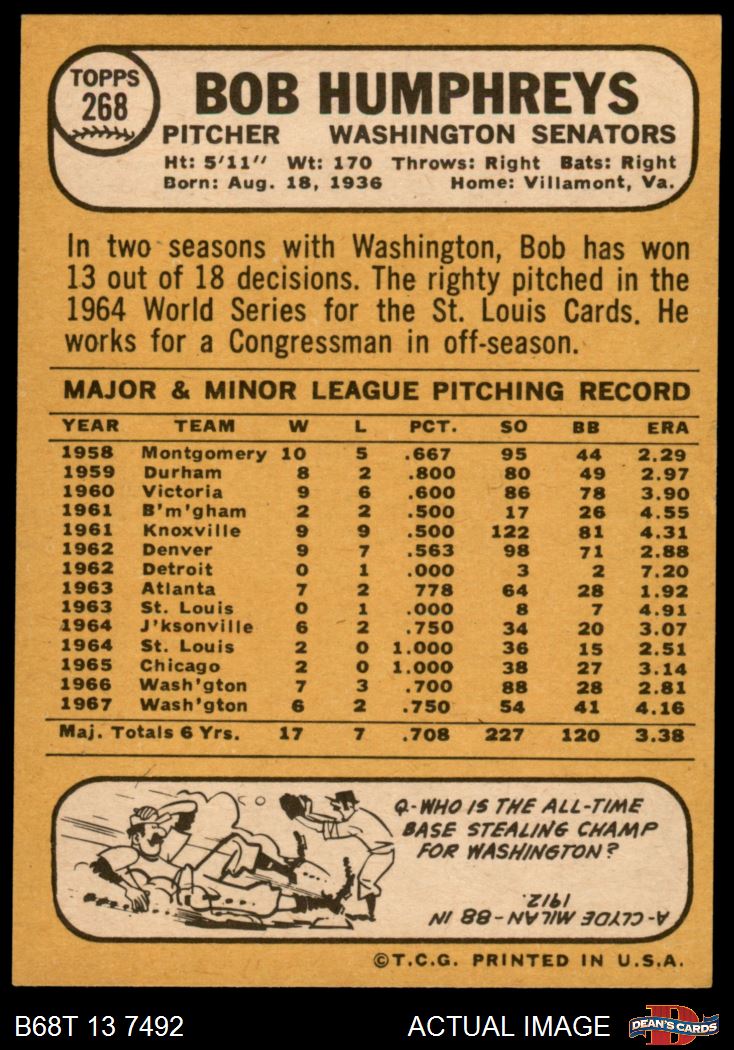 TOPPS
268
BOB HUMPHREYS
PITCHER WASHINGTON SENATORS
Ht: 5'11" Wt: 170 Throws: Right Bats: Right
Born: Aug. 18, 1936 Home: Villamont, Va.
In two seasons with Washington, Bob has won
13 out of 18 decisions. The righty pitched in the
1964 World Series for the St. Louis Cards. He
works for a Congressman in off-season.
MAJOR & MINOR LEAGUE PITCHING RECORD
YEAR TEAM W L PCT. SO BB ERA
1958 Montgomery 10 5 .667 95 44 2.29
1959 Durham 8 2 .800 80 49 2.97
1960 Victoria 9 6 .600 86 78 3.90
1961 B'm'gham 2 2 .500 17 26 4.55
1961 Knoxville 9 9 .500 122 81 4.31
1962 Denver 9 7 .563 98 71 2.88
1962 Detroit 0 1 .000 3 2 7.20
1963 Atlanta 7 2 778 64 28 1.92
1963 St. Louis 0 1 .000 8 7 4.91
1964 J'ksonville 6 2 .750 34 20 3.07
1964 St. Louis 2 0 1.000 36 15 2.51
1965 Chicago 2 0 1.000 38 27 3.14
1966 Wash'gton 7 3 .700 88 28 2.81
1967 Wash'gton 6 2 .750 54 41 4.16
Maj. Totals 6 Yrs. 17 7 .708 227 120 3.38
Q-WHO IS THE ALL-TIME
BASE STEALING CHAMP
FOR WASHINGTON?
A-CLYDE MILAN-88 IN
1912.
©T.C.G. PRINTED IN U.S.A.
B68T 13 7492 ACTUAL IMAGE
DEAN'S CARDS